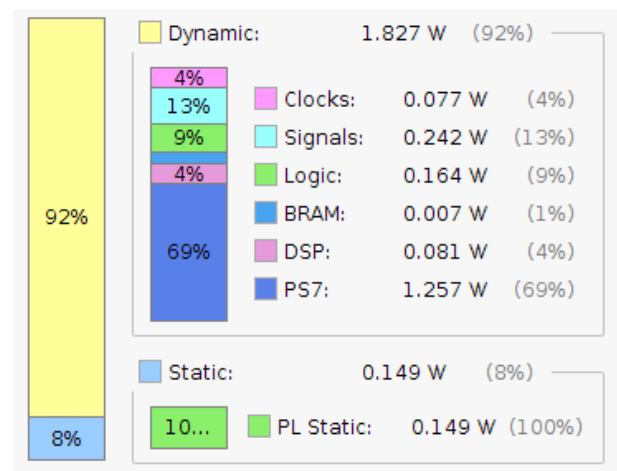 Dynamic: 1.827 W (92%)
4%
Clocks: 0.077 W (4%)
13%
Signals: 0.242 W (13%)
9%
Logic: 0.164 W (9%)
BRAM: 0.007 W (1%)
4%
DSP: 0.081 W (4%)
92%
69%
PS7: 1.257 W (69%)
Static: 0.149 W (8%)
8%
10...
PL Static: 0.149 W (100%)